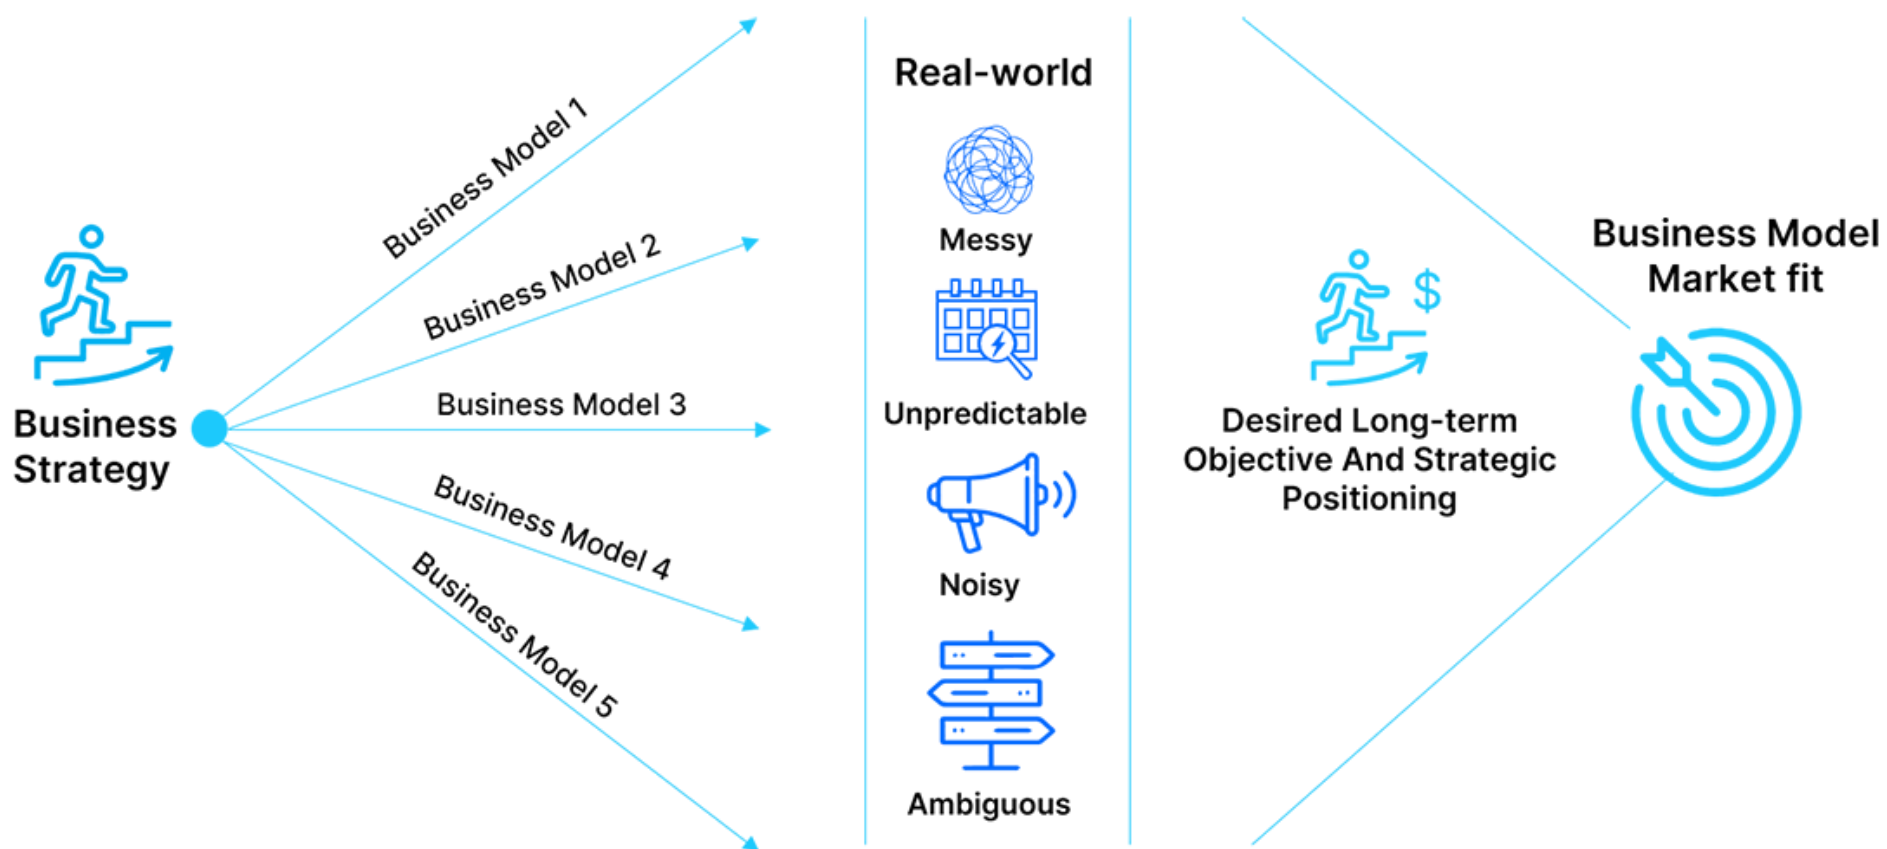 Business
Strategy
Business Model 1
Business Model 2
Business Model 3
Business Model 4
Business Model 5
Real-world
Messy
Unpredictable
Noisy
Ambiguous
$
Desired Long-term
Objective And Strategic
Positioning
Business Model
Market fit